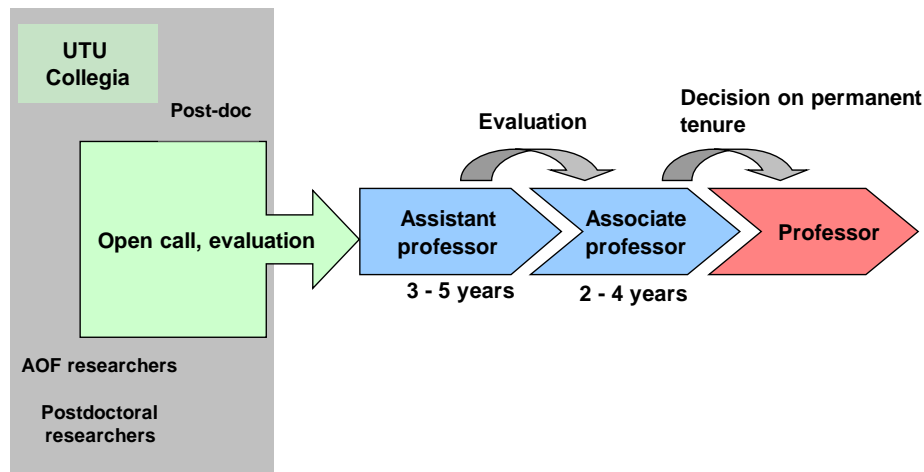 UTU
Collegia
Post-doc
Open call, evaluation
AOF researchers
Postdoctoral
researchers
Evaluation
Decision on permanent
tenure
Assistant
professor
3 - 5 years
Associate
professor
2 - 4 years
Professor